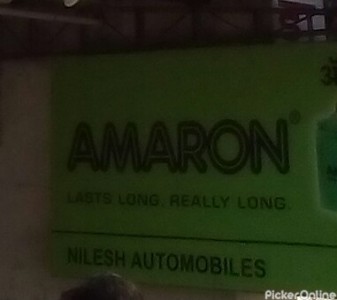 AMARON®
LASTS LONG. REALLY LONG.
NILESH AUTOMOBILES
PickerOnline